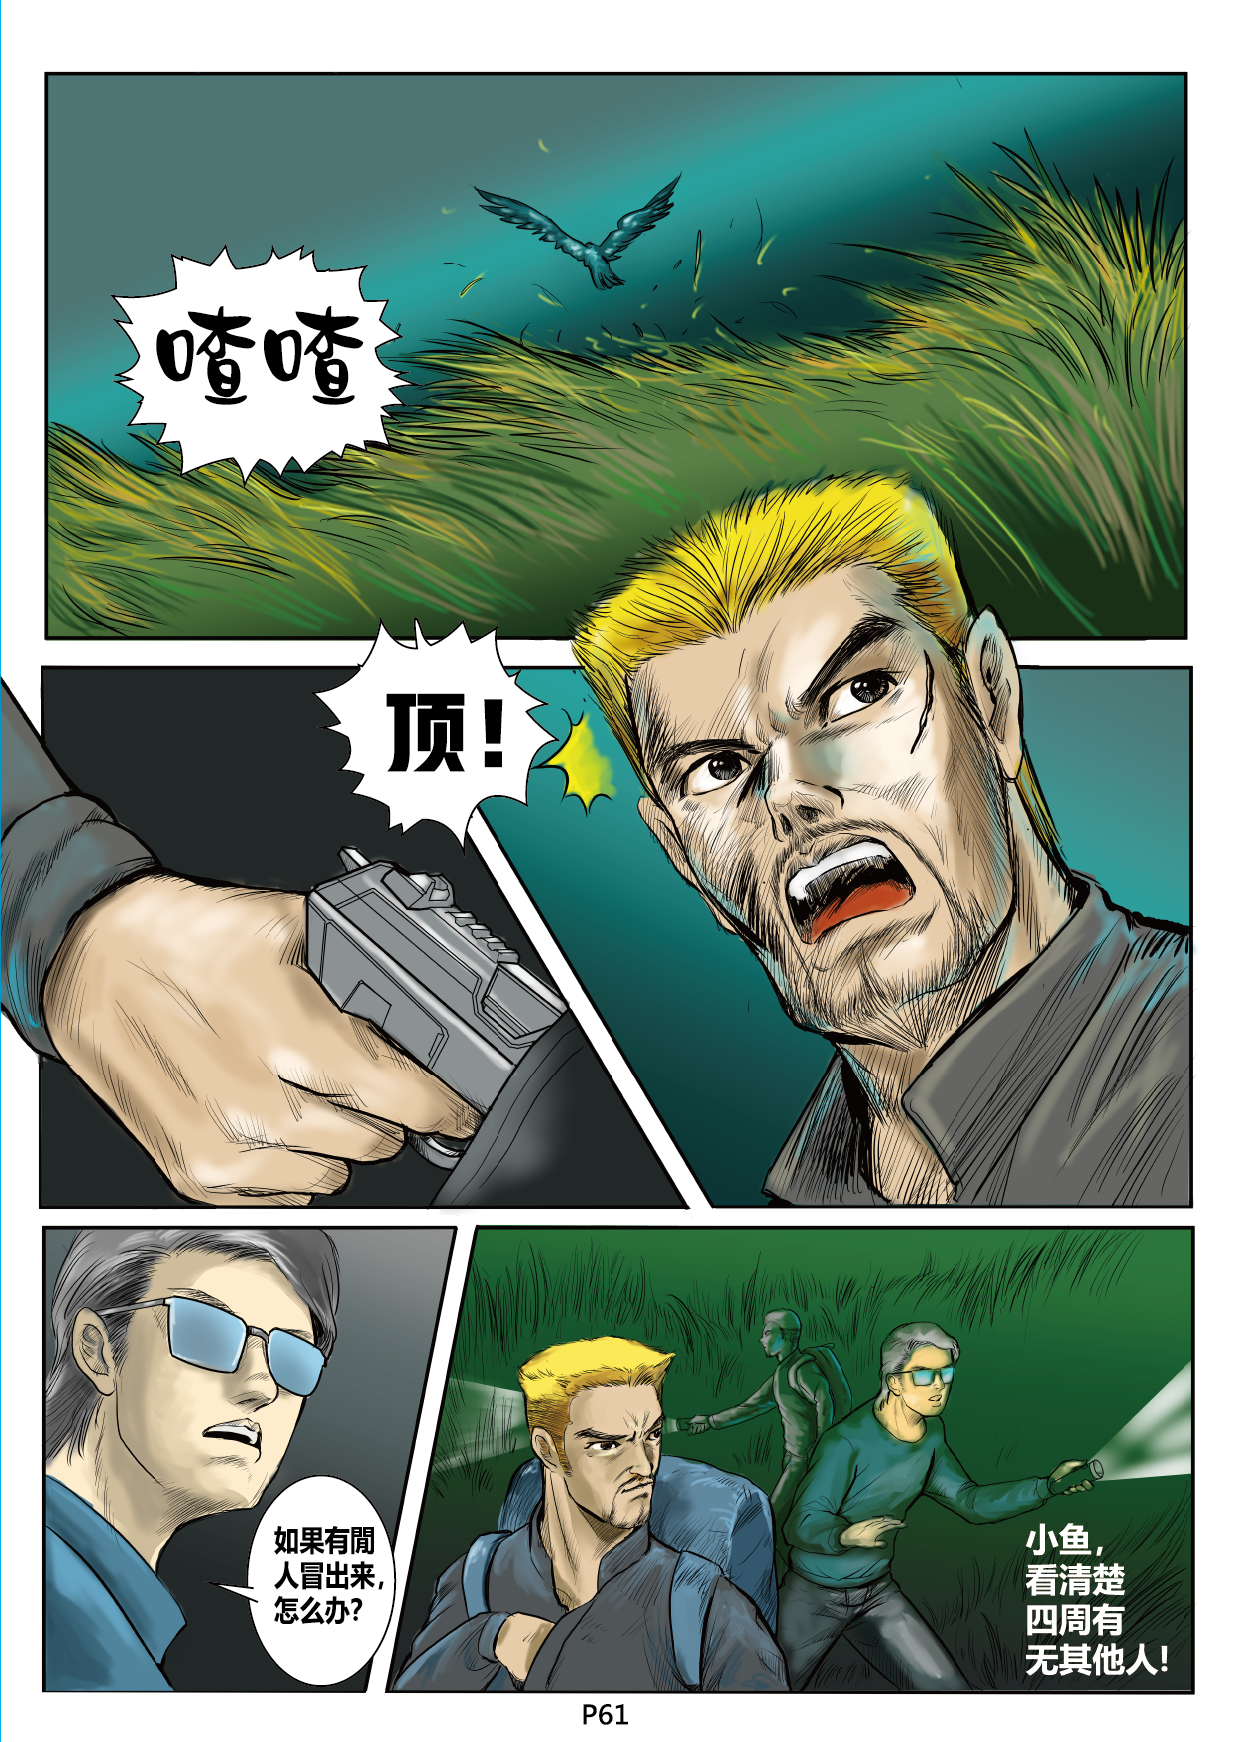 喳喳
顶！
如果有閒
人冒出来，
怎么办？
小鱼，
看清楚
四周有
无其他人！
P61